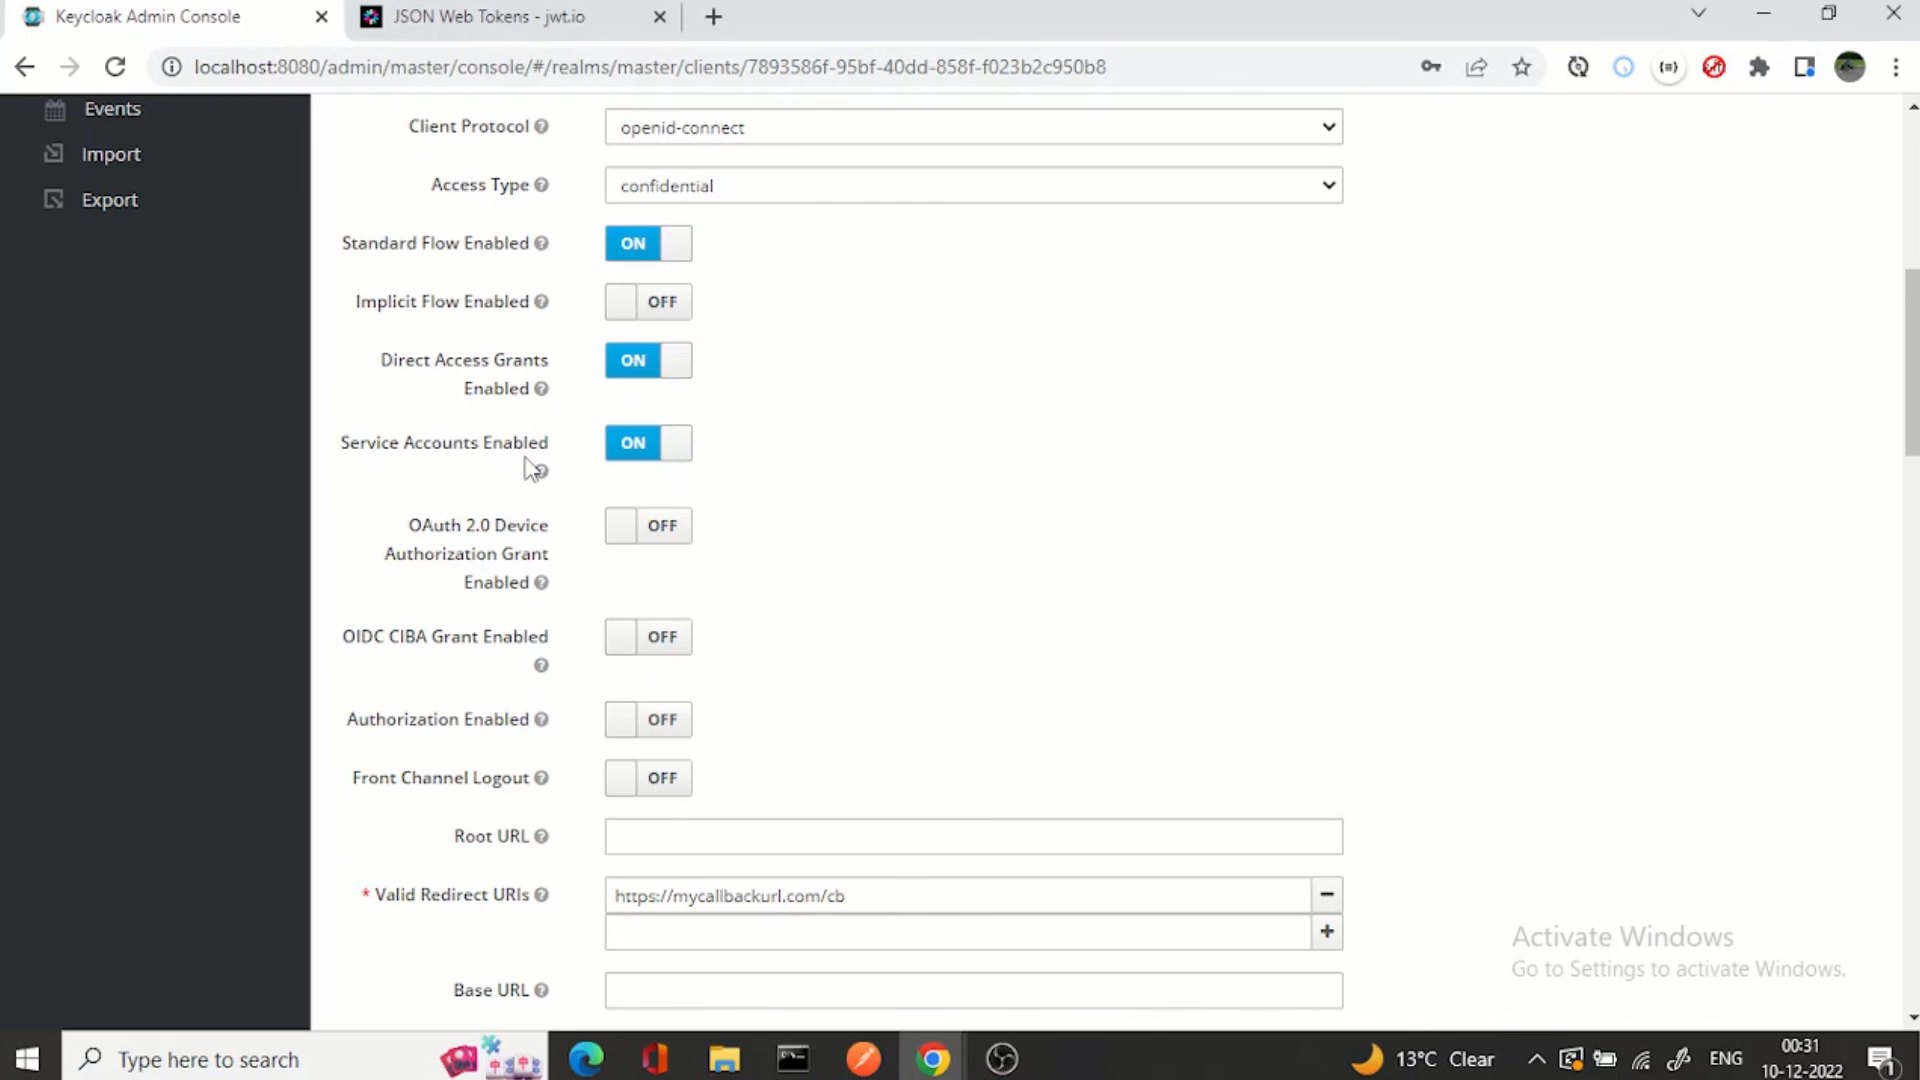 Keycloak Admin Console
JSON Web Tokens - jwt.io
localhost:8080/admin/master/console/#/realms/master/clients/7893586f-95bf-40dd-858f-f023b2c950b8
Events
Import
Export
Client Protocol
openid-connect
Access Type
confidential
Standard Flow Enabled
ON
Implicit Flow Enabled
OFF
Direct Access Grants
Enabled
ON
Service Accounts Enabled
ON
OAuth 2.0 Device
Authorization Grant
Enabled
OFF
OIDC CIBA Grant Enabled
OFF
Authorization Enabled
OFF
Front Channel Logout
OFF
Root URL
* Valid Redirect URIs
https://mycallbackurl.com/cb
Base URL
Activate Windows
Go to Settings to activate Windows.
Type here to search
13°C Clear
ENG
00:31
10-12-2022
1